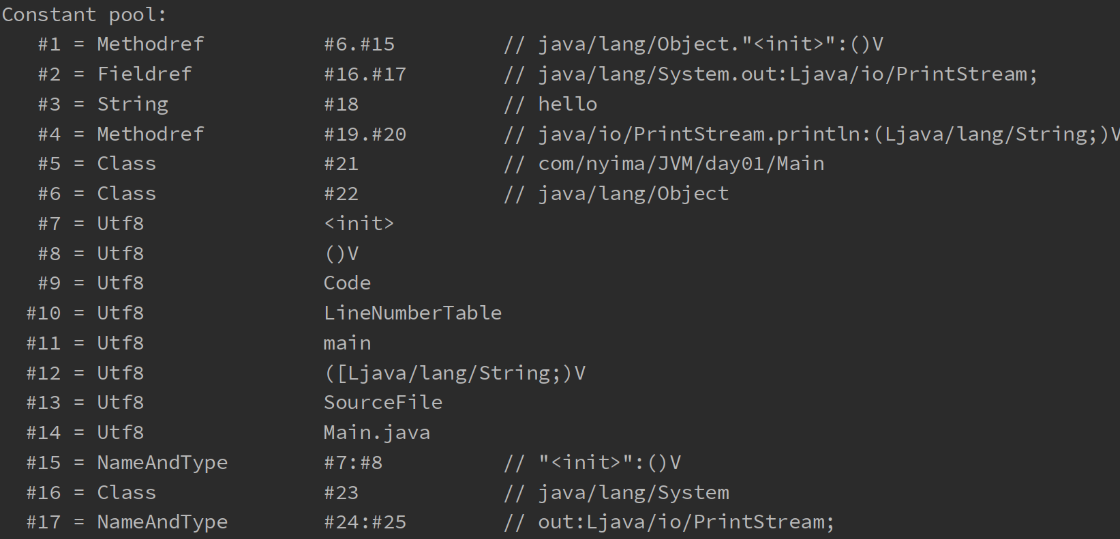 Constant pool:
#1 = Methodref #6.#15 // java/lang/Object."<init>":()V
#2 = Fieldref #16.#17 // java/lang/System.out:Ljava/io/PrintStream;
#3 = String #18 // hello
#4 = Methodref #19.#20 // java/io/PrintStream.println:(Ljava/lang/String;)V
#5 = Class #21 // com/nyima/JVM/day01/Main
#6 = Class #22 // java/lang/Object
#7 = Utf8 <init>
#8 = Utf8 ()V
#9 = Utf8 Code
#10 = Utf8 LineNumberTable
#11 = Utf8 main
#12 = Utf8 ([Ljava/lang/String;)V
#13 = Utf8 SourceFile
#14 = Utf8 Main.java
#15 = NameAndType #7:#8 // "<init>":()V
#16 = Class #23 // java/lang/System
#17 = NameAndType #24:#25 // out:Ljava/io/PrintStream;